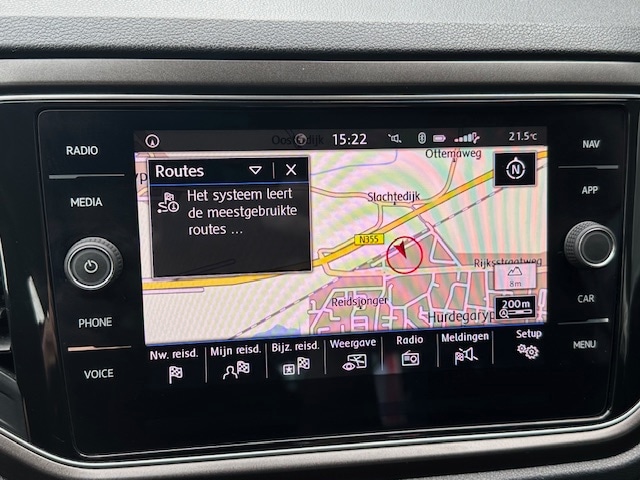 RADIO
MEDIA
PHONE
VOICE
NAV
APP
CAR
MENU
15:22
21.5°C
Routes
Het systeem leert
de meestgebruikte
routes ...
Ottemaweg
Slachtedijk
N355
Rijksstraatweg
Reidsjonger
Hurdegaryp
N
8m
200m
Nw. reisd.
Mijn reisd.
Bijz. reisd.
Weergave
Radio
Meldingen
Setup